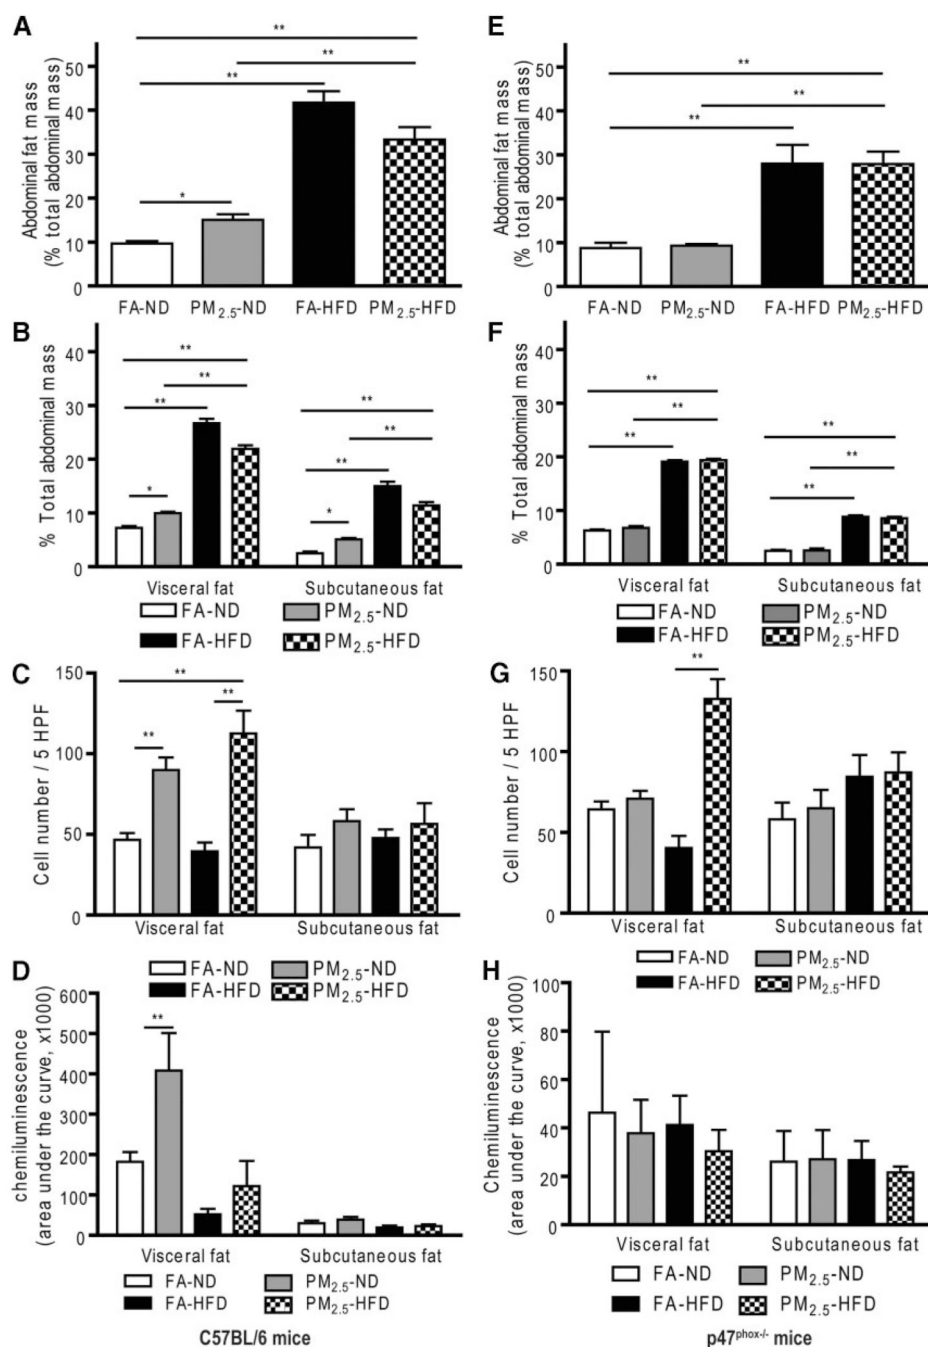 A
Abdominal fat mass
(% total abdominal mass)
50
40
30
20
10
0
**
**
**
*
FA-ND PM2.5-ND FA-HFD PM2.5-HFD
E
Abdominal fat mass
(% total abdominal mass)
50
40
30
20
10
0
**
**
**
FA-ND PM2.5-ND FA-HFD PM2.5-HFD
B
% Total abdominal mass
40
30
20
10
0
**
**
**
*
**
**
**
*
Visceral fat Subcutaneous fat
FA-ND PM2.5-ND
FA-HFD PM2.5-HFD
F
% Total abdominal mass
40
30
20
10
0
**
**
**
**
**
**
Visceral fat Subcutaneous fat
FA-ND PM2.5-ND
FA-HFD PM2.5-HFD
C
Cell number / 5 HPF
150
100
50
0
**
**
**
Visceral fat Subcutaneous fat
FA-ND PM2.5-ND
FA-HFD PM2.5-HFD
G
Cell number / 5 HPF
150
100
50
0
**
Visceral fat Subcutaneous fat
FA-ND PM2.5-ND
FA-HFD PM2.5-HFD
D
chemiluminescence
(area under the curve, x1000)
600
500
400
300
200
100
0
**
Visceral fat Subcutaneous fat
FA-ND PM2.5-ND
FA-HFD PM2.5-HFD
C57BL/6 mice
H
Chemiluminescence
(area under the curve, x1000)
100
80
60
40
20
0
Visceral fat Subcutaneous fat
FA-ND PM2.5-ND
FA-HFD PM2.5-HFD
p47phox-/- mice